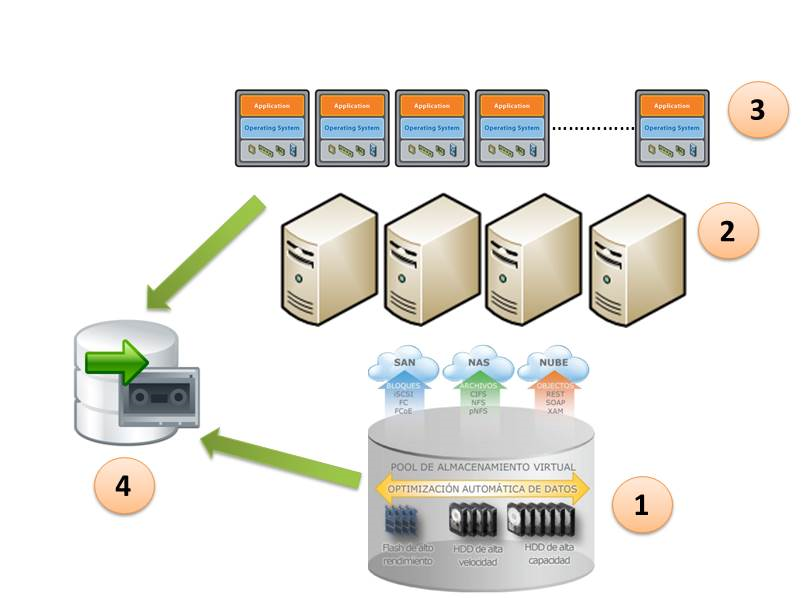 Application
Operating System
Application
Operating System
Application
Operating System
Application
Operating System
Application
Operating System
3
2
SAN
BLOQUES
iSCSI
FC
FCoE
NAS
ARCHIVOS
CIFS
NFS
pNFS
NUBE
OBJECTOS
REST
SOAP
XAM
POOL DE ALMACENAMIENTO VIRTUAL
OPTIMIZACIÓN AUTOMÁTICA DE DATOS
Flash de alto
rendimiento
HDD de alta
velocidad
HDD de alta
capacidad
4
1